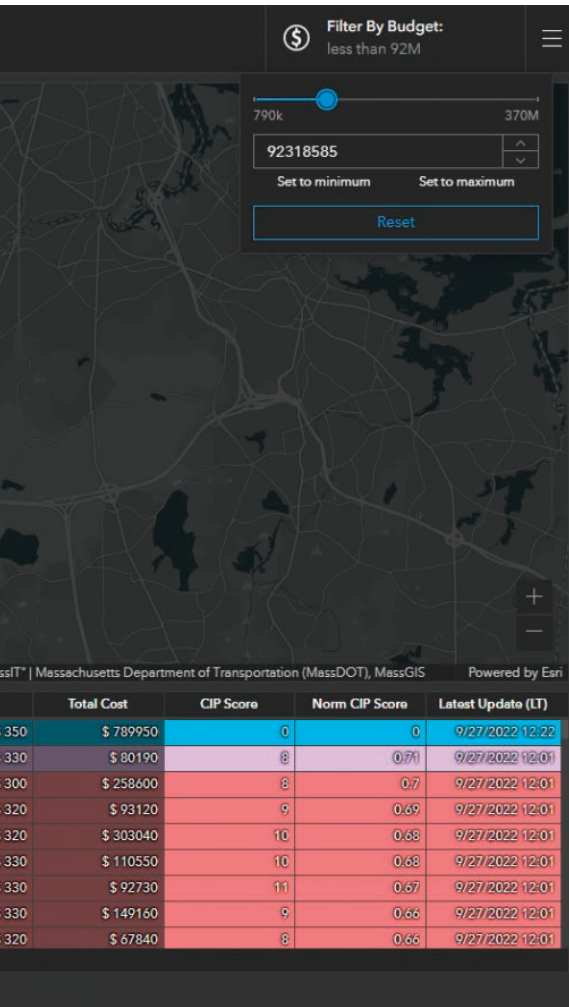 Filter By Budget:
less than 92M
790k 370M
92318585
Set to minimum Set to maximum
Reset
+
−
ssIT" | Massachusetts Department of Transportation (MassDOT), MassGIS Powered by Esri
Total Cost CIP Score Norm CIP Score Latest Update (LT)
350 $ 789950 0 0 9/27/2022 12:22
330 $ 80190 8 0.71 9/27/2022 12:01
300 $ 258600 8 0.7 9/27/2022 12:01
320 $ 93120 9 0.69 9/27/2022 12:01
320 $ 303040 10 0.68 9/27/2022 12:01
330 $ 110550 10 0.68 9/27/2022 12:01
330 $ 92730 11 0.67 9/27/2022 12:01
330 $ 149160 9 0.66 9/27/2022 12:01
320 $ 67840 8 0.66 9/27/2022 12:01